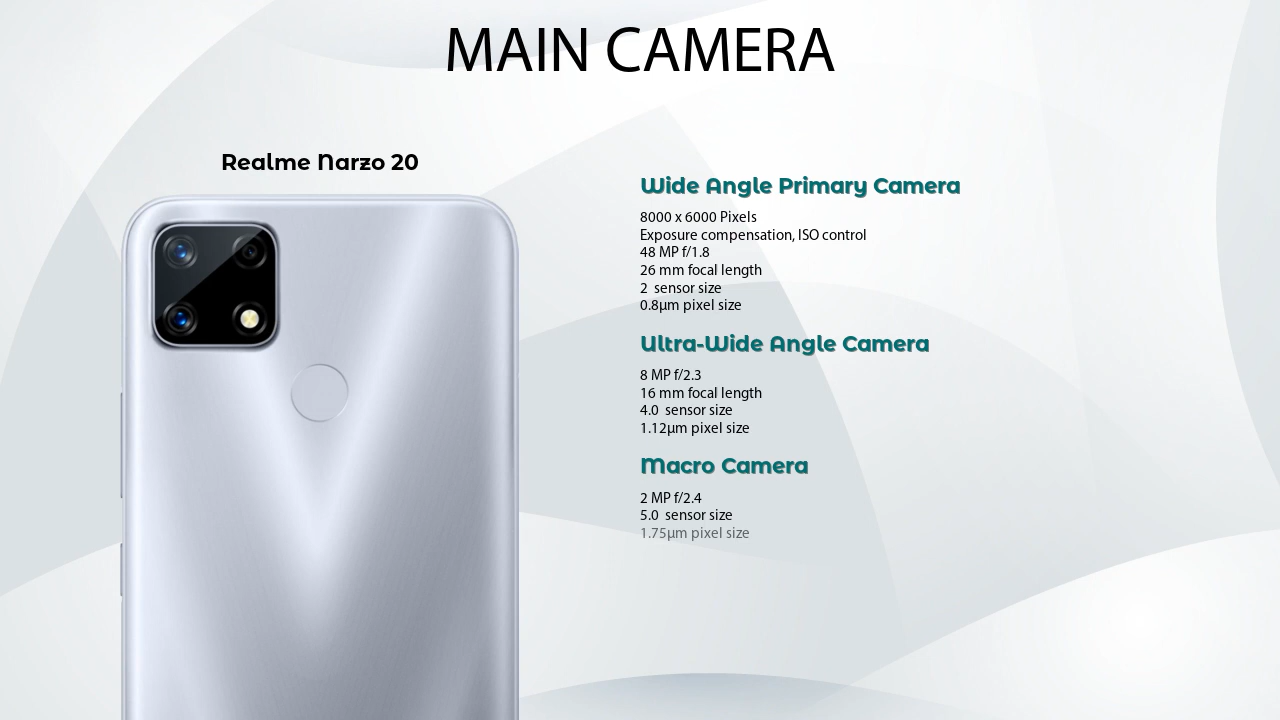 MAIN CAMERA
Realme Narzo 20
Wide Angle Primary Camera
8000 x 6000 Pixels
Exposure compensation, ISO control
48 MP f/1.8
26 mm focal length
2  sensor size
0.8µm pixel size
Ultra-Wide Angle Camera
8 MP f/2.3
16 mm focal length
4.0  sensor size
1.12µm pixel size
Macro Camera
2 MP f/2.4
5.0  sensor size
1.75µm pixel size